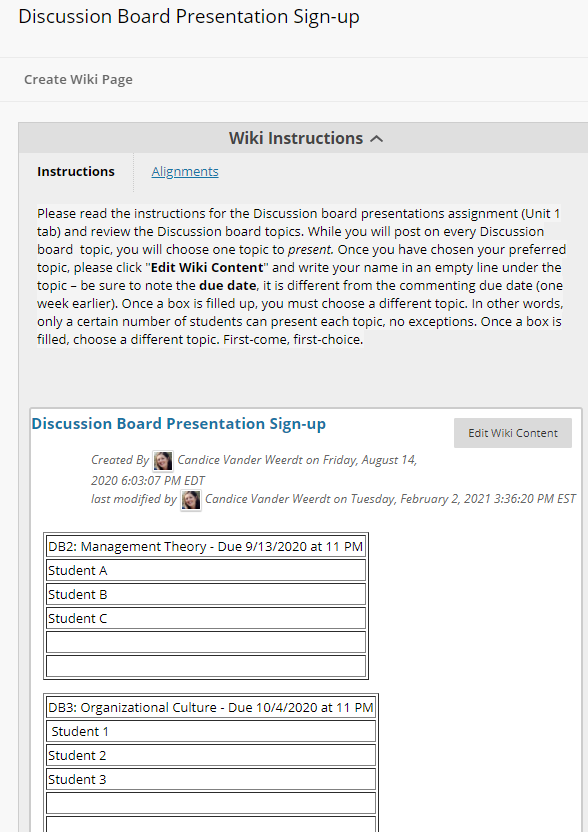 Discussion Board Presentation Sign-up
Create Wiki Page
Wiki Instructions
Instructions
Alignments
Please read the instructions for the Discussion board presentations assignment (Unit 1
tab) and review the Discussion board topics. While you will post on every Discussion
board topic, you will choose one topic to present. Once you have chosen your preferred
topic, please click "Edit Wiki Content" and write your name in an empty line under the
topic – be sure to note the due date, it is different from the commenting due date (one
week earlier). Once a box is filled up, you must choose a different topic. In other words,
only a certain number of students can present each topic, no exceptions. Once a box is
filled, choose a different topic. First-come, first-choice.
Discussion Board Presentation Sign-up
Edit Wiki Content
Created By Candice Vander Weerdt on Friday, August 14,
2020 6:03:07 PM EDT
last modified by Candice Vander Weerdt on Tuesday, February 2, 2021 3:36:20 PM EST
DB2: Management Theory - Due 9/13/2020 at 11 PM
Student A
Student B
Student C
DB3: Organizational Culture - Due 10/4/2020 at 11 PM
Student 1
Student 2
Student 3